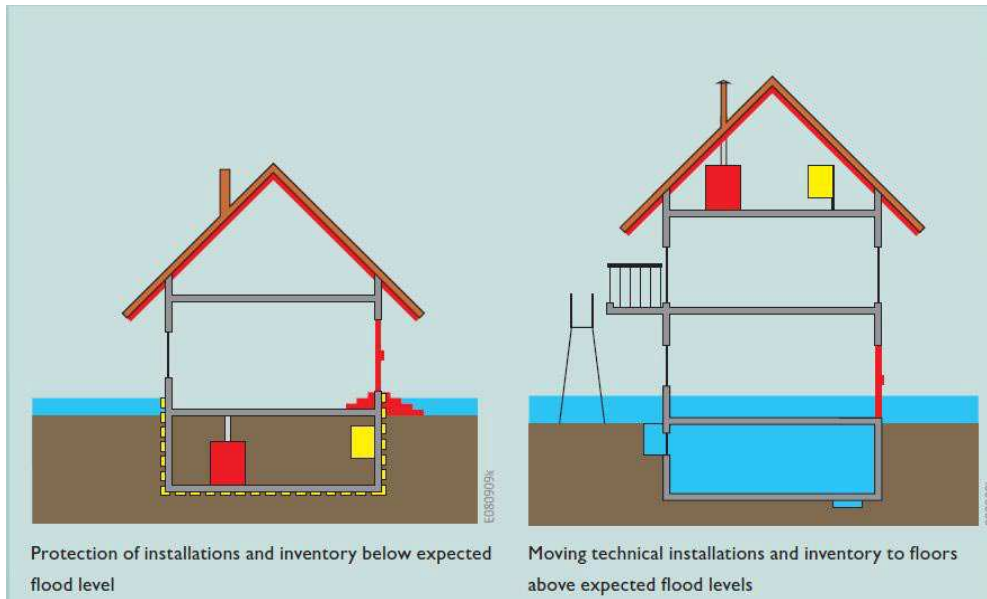 E080909k
Protection of installations and inventory below expected
flood level
Moving technical installations and inventory to floors
above expected flood levels